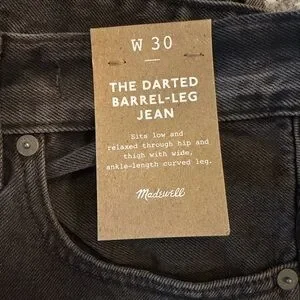 W 30
THE DARTED
BARREL-LEG
JEAN
Sits low and
relaxed through hip and
thigh with wide,
ankle-length curved leg.
Madewell